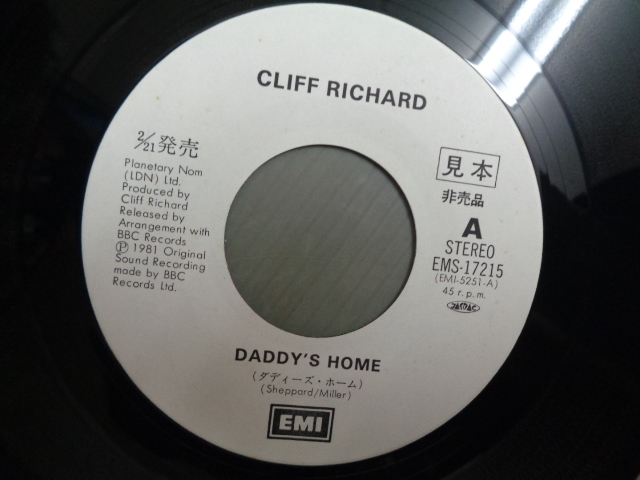 CLIFF RICHARD
2/21発売
Planetary Nom
(LDN) Ltd.
Produced by
Cliff Richard
Released by
Arrangement with
BBC Records
Ⓟ 1981 Original
Sound Recording
made by BBC
Records Ltd.
見本
非売品
A
STEREO
EMS-17215
(EMI-5251-A)
45 r.p.m.
JASRAC
DADDY'S HOME
(ダディーズ・ホーム)
(Sheppard/Miller)
EMI